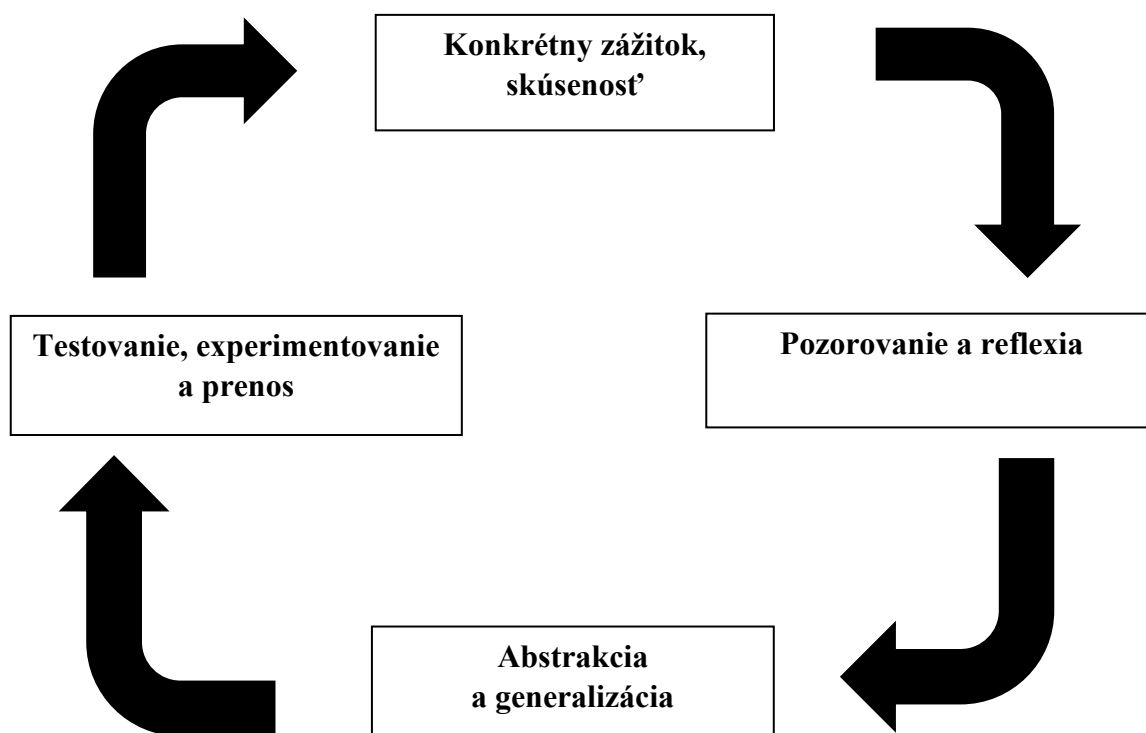 Konkrétny zážitok,
skúsenosť
Testovanie, experimentovanie
a prenos
Pozorovanie a reflexia
Abstrakcia
a generalizácia